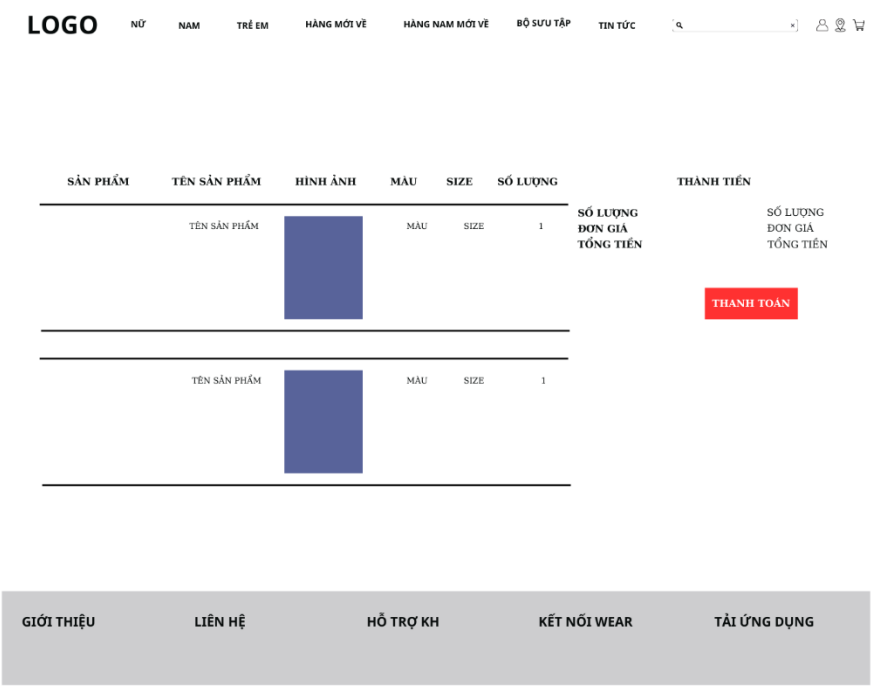 LOGO NỮ NAM TRẺ EM HÀNG MỚI VỀ HÀNG NAM MỚI VỀ BỘ SƯU TẬP TIN TỨC
SẢN PHẨM TÊN SẢN PHẨM HÌNH ẢNH MÀU SIZE SỐ LƯỢNG THÀNH TIỀN
TÊN SẢN PHẨM MÀU SIZE 1
SỐ LƯỢNG SỐ LƯỢNG
ĐƠN GIÁ ĐƠN GIÁ
TỔNG TIỀN TỔNG TIỀN
THANH TOÁN
TÊN SẢN PHẨM MÀU SIZE 1
GIỚI THIỆU LIÊN HỆ HỖ TRỢ KH KẾT NỐI WEAR TẢI ỨNG DỤNG